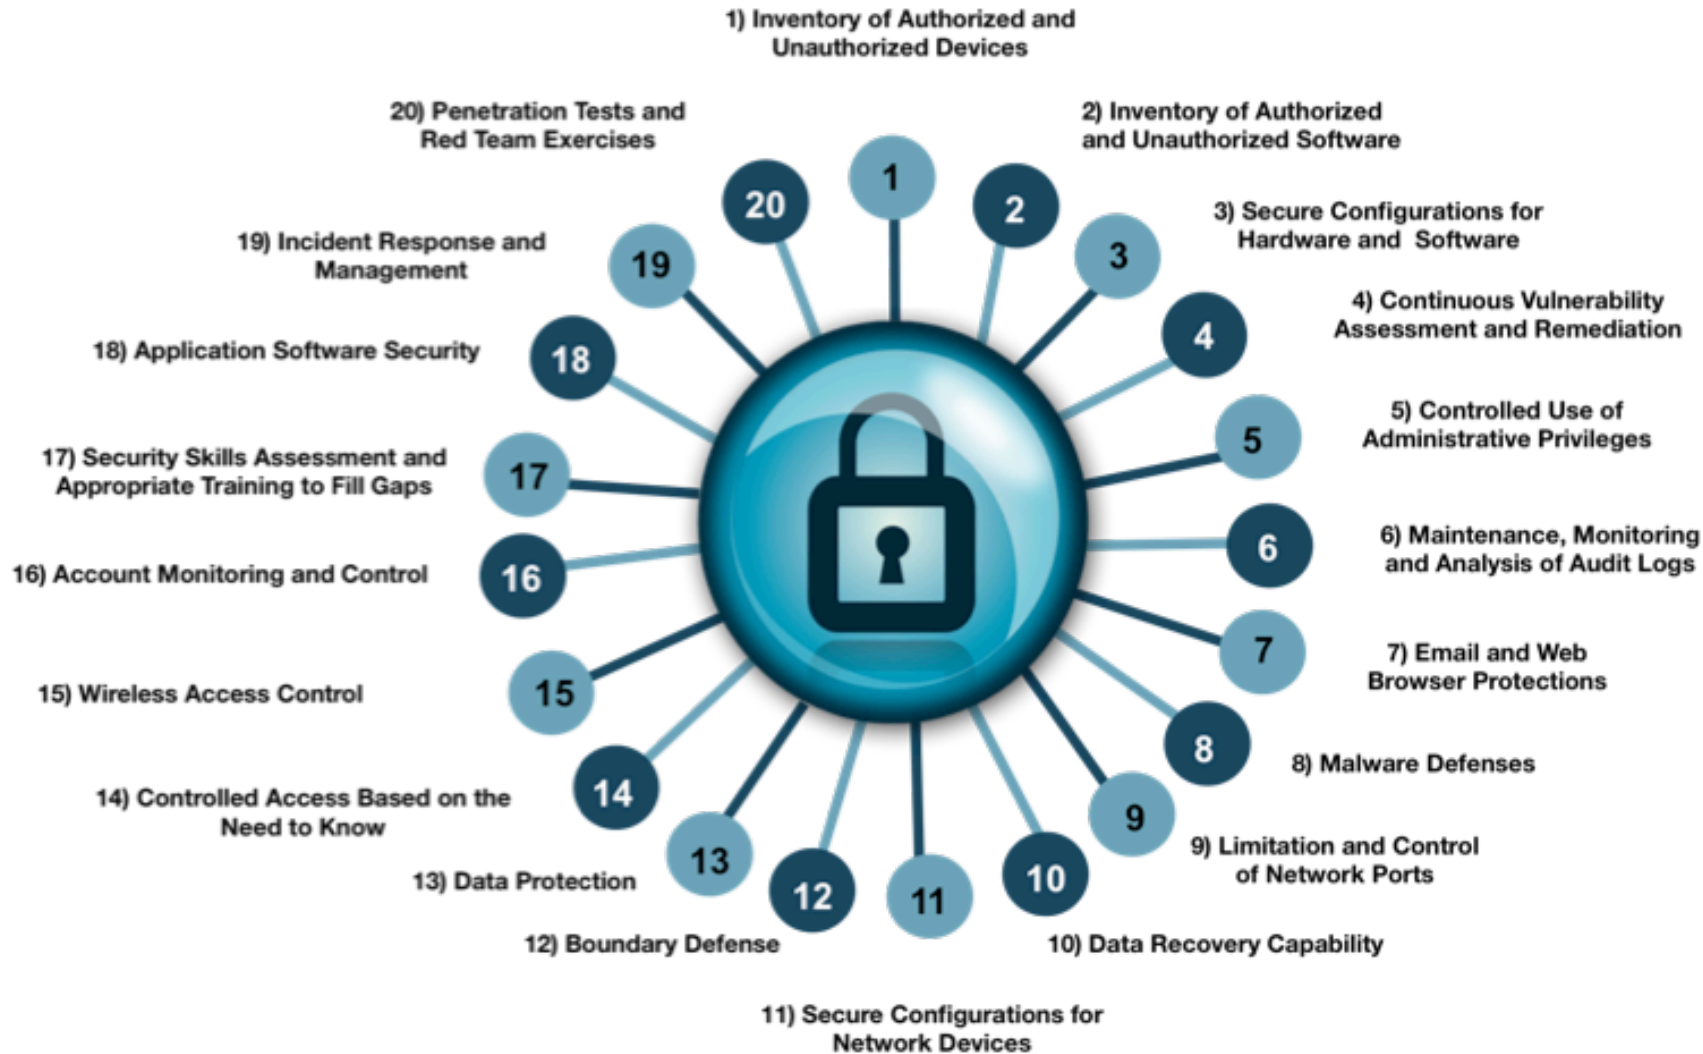 1) Inventory of Authorized and
Unauthorized Devices
2) Inventory of Authorized
and Unauthorized Software
3) Secure Configurations for
Hardware and Software
4) Continuous Vulnerability
Assessment and Remediation
5) Controlled Use of
Administrative Privileges
6) Maintenance, Monitoring
and Analysis of Audit Logs
7) Email and Web
Browser Protections
8) Malware Defenses
9) Limitation and Control
of Network Ports
10) Data Recovery Capability
11) Secure Configurations for
Network Devices
12) Boundary Defense
13) Data Protection
14) Controlled Access Based on the
Need to Know
15) Wireless Access Control
16) Account Monitoring and Control
17) Security Skills Assessment and
Appropriate Training to Fill Gaps
18) Application Software Security
19) Incident Response and
Management
20) Penetration Tests and
Red Team Exercises
1
2
3
4
5
6
7
8
9
10
11
12
13
14
15
16
17
18
19
20